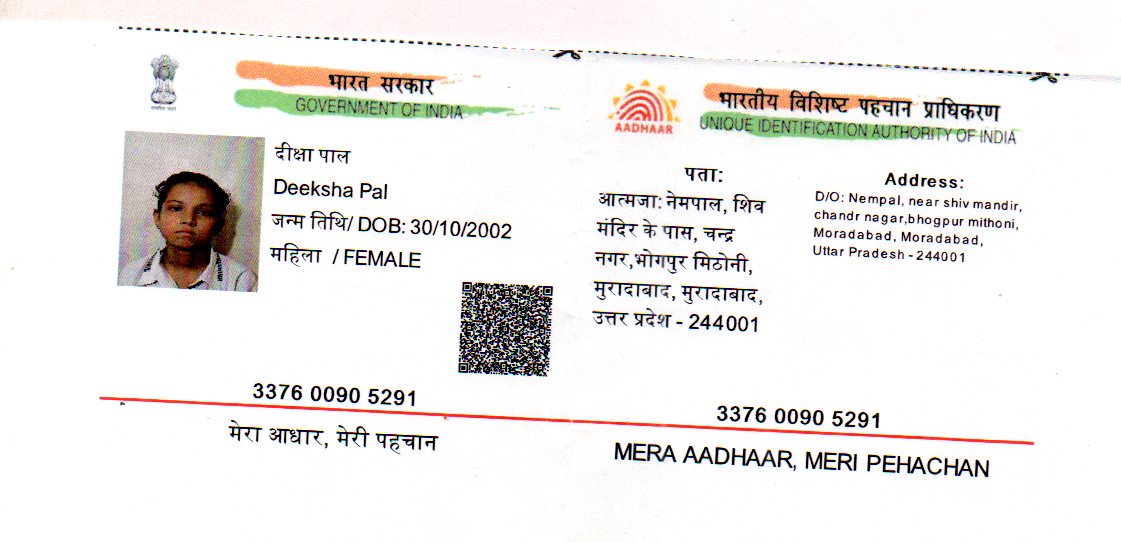 भारत सरकार
GOVERNMENT OF INDIA
दीक्षा पाल
Deeksha Pal
जन्म तिथि/ DOB: 30/10/2002
महिला / FEMALE
3376 0090 5291
मेरा आधार, मेरी पहचान
AADHAAR
भारतीय विशिष्ट पहचान प्राधिकरण
UNIQUE IDENTIFICATION AUTHORITY OF INDIA
पता:
आत्मजा: नेमपाल, शिव
मंदिर के पास, चन्द्र
नगर,भोगपुर मिठोनी,
मुरादाबाद, मुरादाबाद,
उत्तर प्रदेश - 244001
Address:
D/O: Nempal, near shiv mandir,
chandr nagar,bhogpur mithoni,
Moradabad, Moradabad,
Uttar Pradesh - 244001
3376 0090 5291
MERA AADHAAR, MERI PEHACHAN